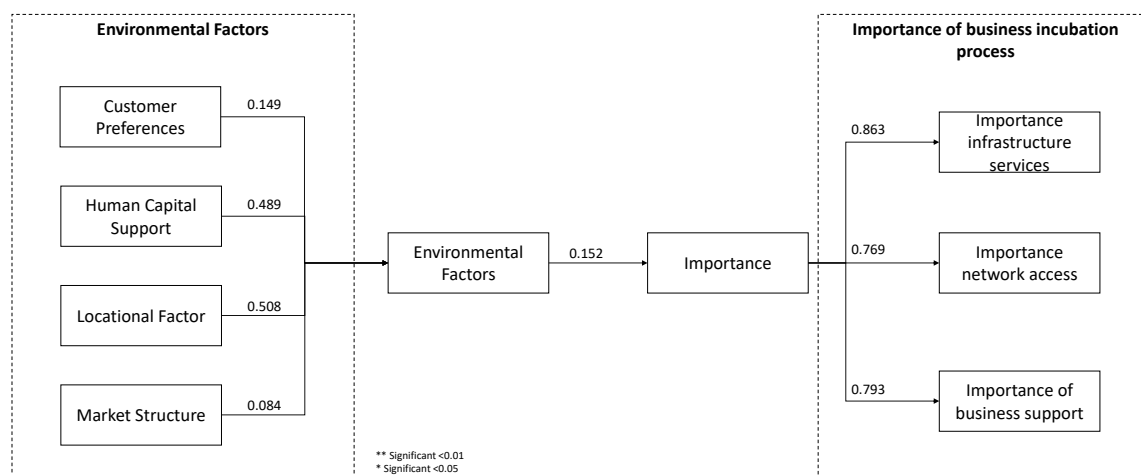 Environmental Factors
Importance of business incubation
process
Customer
Preferences
0.149
Human Capital
Support
0.489
Locational Factor
0.508
Market Structure
0.084
Environmental
Factors
0.152
Importance
0.863
Importance
infrastructure
services
0.769
Importance
network access
0.793
Importance of
business support
** Significant <0.01
* Significant <0.05